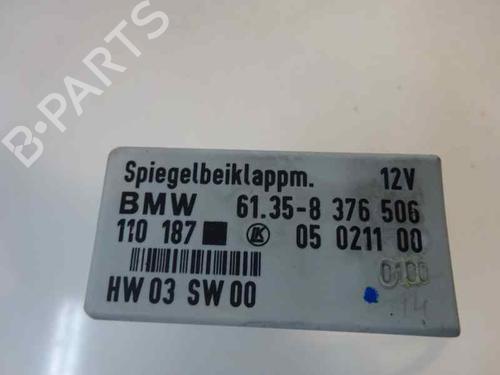 B-PARTS
Spiegelbeiklappm. 12V
BMW 61.35-8 376 506
110 187 LK 05 0211 00
0100
HW 03 SW 00 14